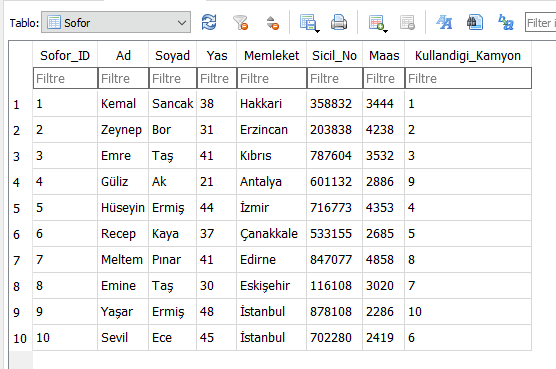 Tablo: Sofor Filter i
Sofor_ID Ad Soyad Yas Memleket Sicil_No Maas Kullandigi_Kamyon
Filtre Filtre Filtre Filtre Filtre Filtre Filtre Filtre
1 1 Kemal Sancak 38 Hakkari 358832 3444 1
2 2 Zeynep Bor 31 Erzincan 203838 4238 2
3 3 Emre Taş 41 Kıbrıs 787604 3532 3
4 4 Güliz Ak 21 Antalya 601132 2886 9
5 5 Hüseyin Ermiş 44 İzmir 716773 4353 4
6 6 Recep Kaya 37 Çanakkale 533155 2685 5
7 7 Meltem Pınar 41 Edirne 847077 4858 8
8 8 Emine Taş 30 Eskişehir 116108 3020 7
9 9 Yaşar Ermiş 48 İstanbul 878108 2286 10
10 10 Sevil Ece 45 İstanbul 702280 2419 6